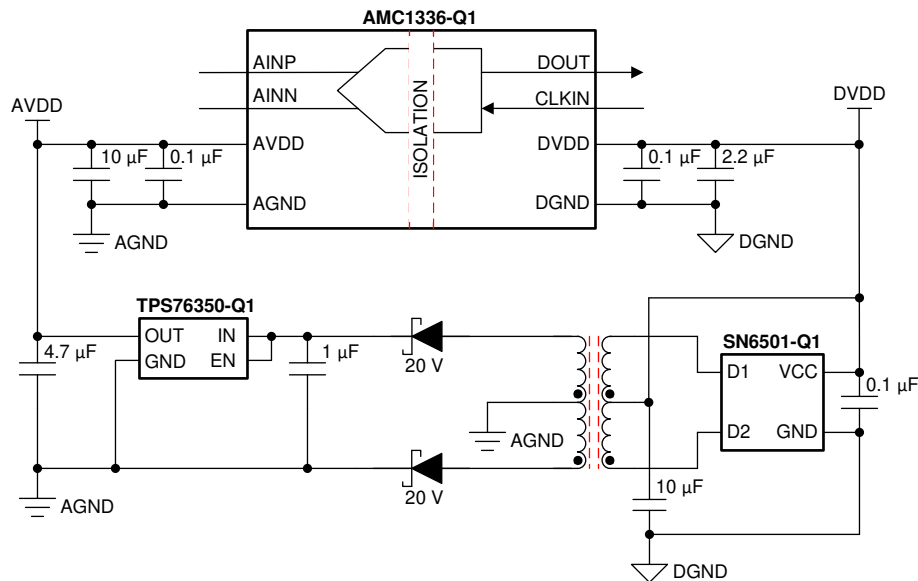 AMC1336-Q1
AINP
DOUT
AINN
CLKIN
ISOLATION
AVDD
DVDD
10 µF
0.1 µF
AVDD
DVDD
0.1 µF
2.2 µF
AGND
DGND
AGND
DGND
TPS76350-Q1
OUT
IN
GND
EN
4.7 µF
1 µF
20 V
SN6501-Q1
D1
VCC
D2
GND
0.1 µF
AGND
20 V
10 µF
AGND
DGND